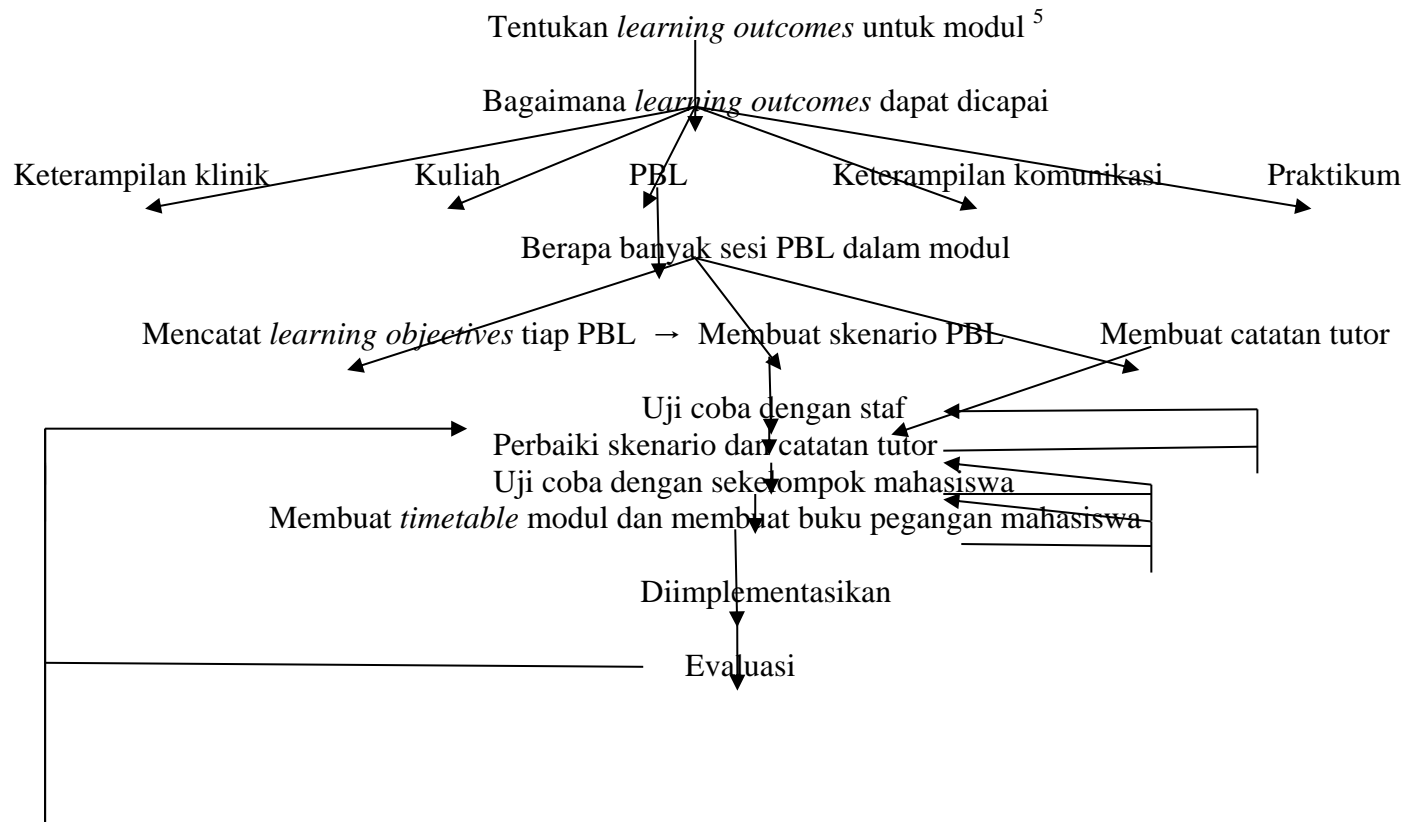 Tentukan learning outcomes untuk modul 5
Bagaimana learning outcomes dapat dicapai
Keterampilan klinik Kuliah PBL Keterampilan komunikasi Praktikum
Berapa banyak sesi PBL dalam modul
Mencatat learning objectives tiap PBL → Membuat skenario PBL Membuat catatan tutor
Uji coba dengan staf
Perbaiki skenario dan catatan tutor
Uji coba dengan sekelompok mahasiswa
Membuat timetable modul dan membuat buku pegangan mahasiswa
Diimplementasikan
Evaluasi